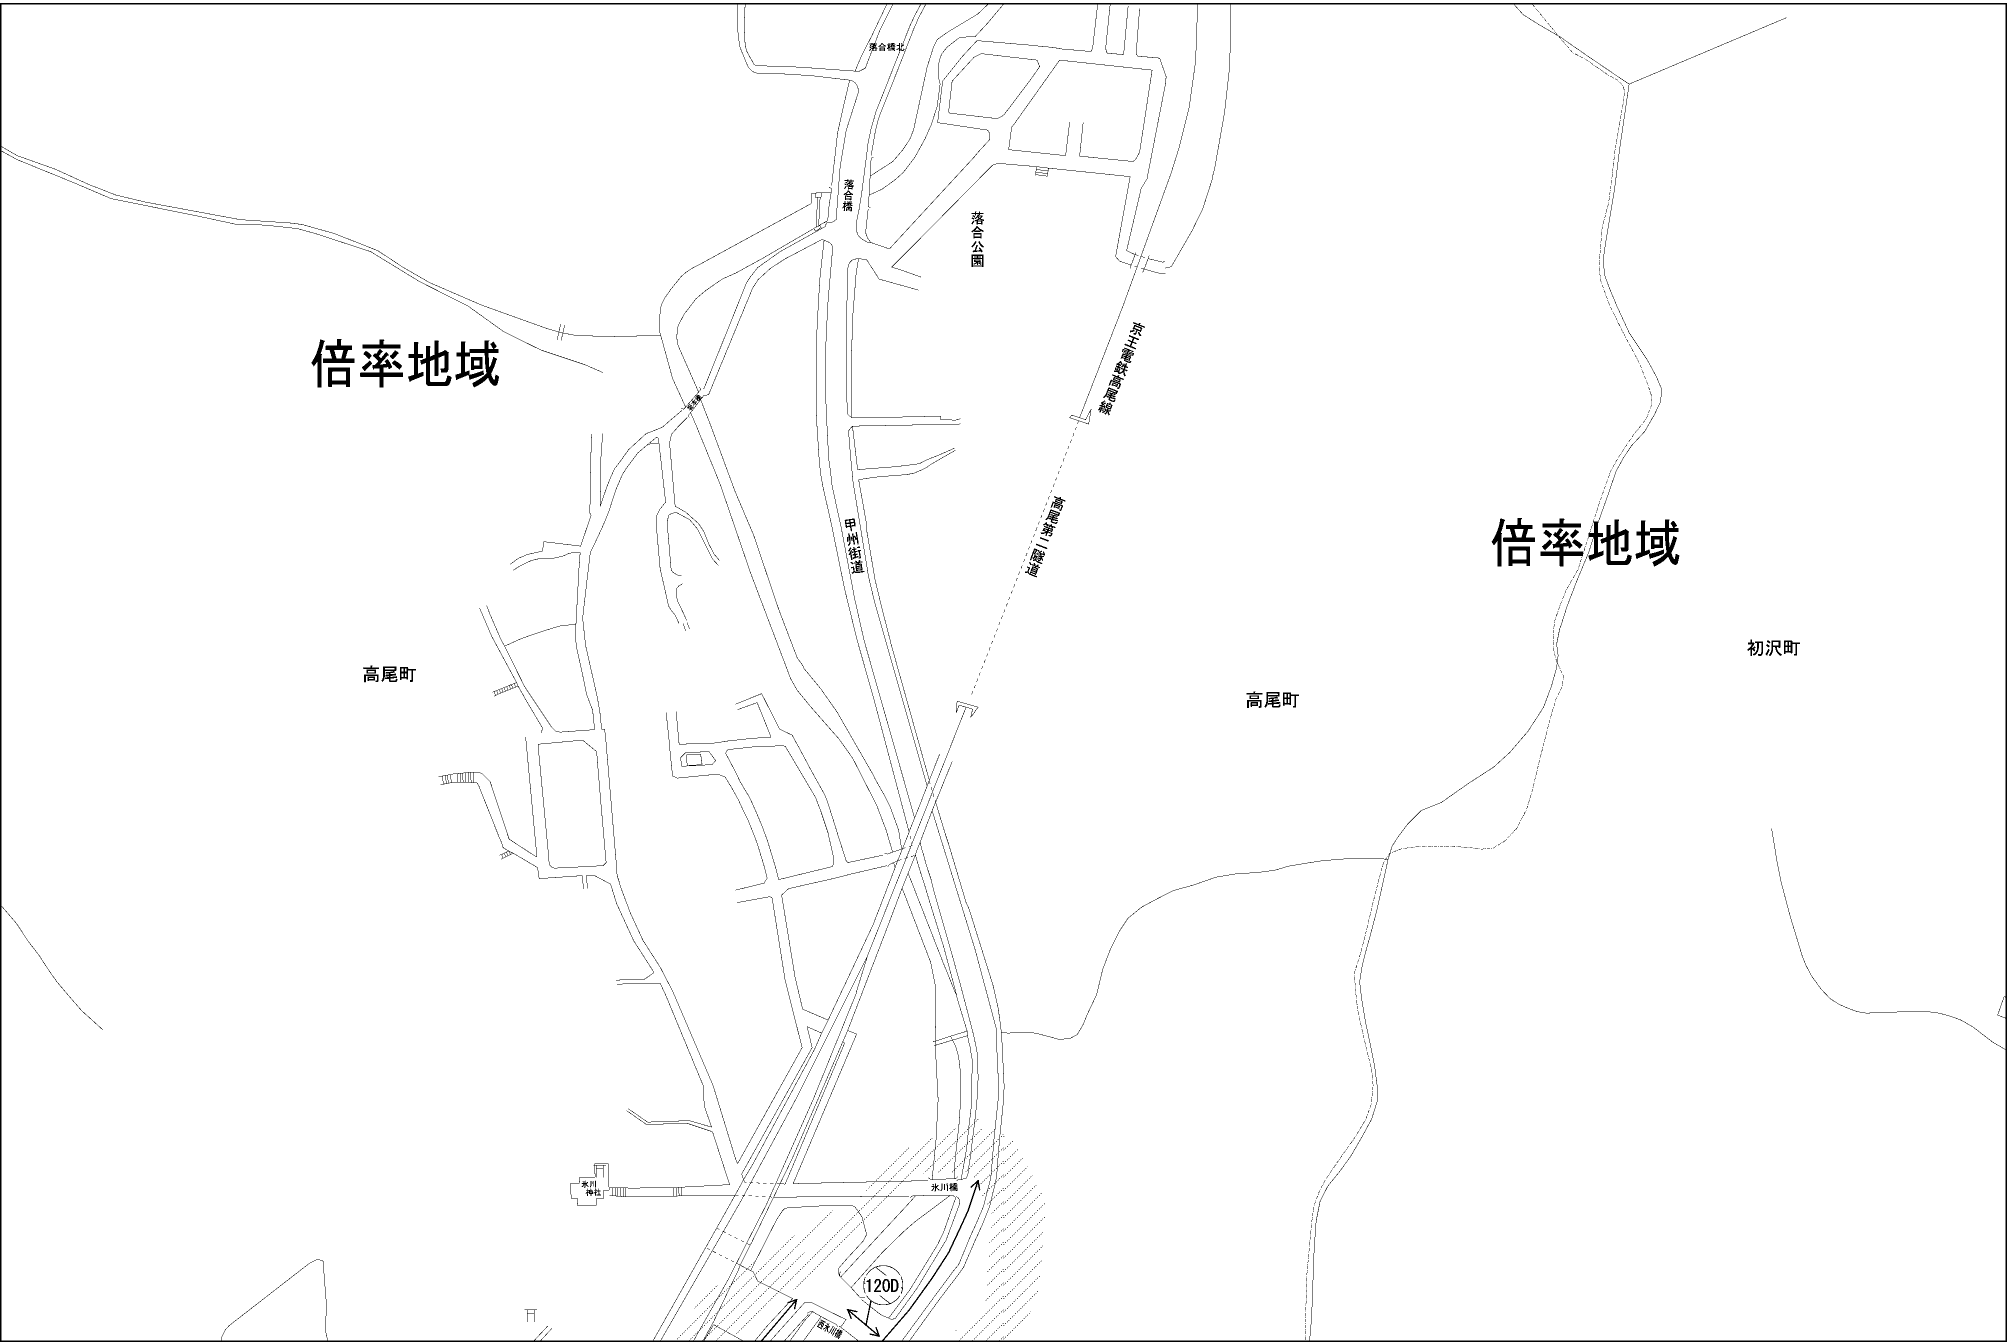 落合橋北
落合橋
落合公園
京王電鉄高尾線
倍率地域
甲州街道
高尾第二隧道
倍率地域
高尾町
初沢町
高尾町
氷川
神社
氷川橋
120D
西氷川橋